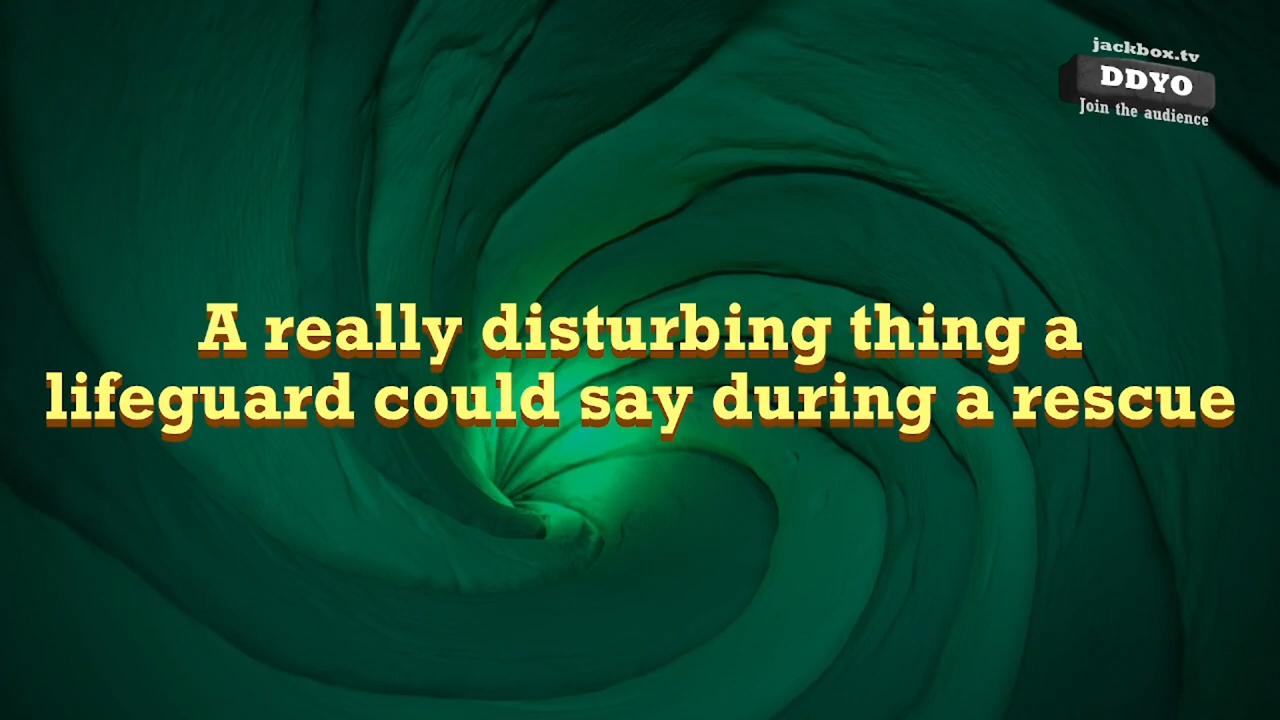 jackbox.tv
DDYO
Join the audience
A really disturbing thing a
lifeguard could say during a rescue